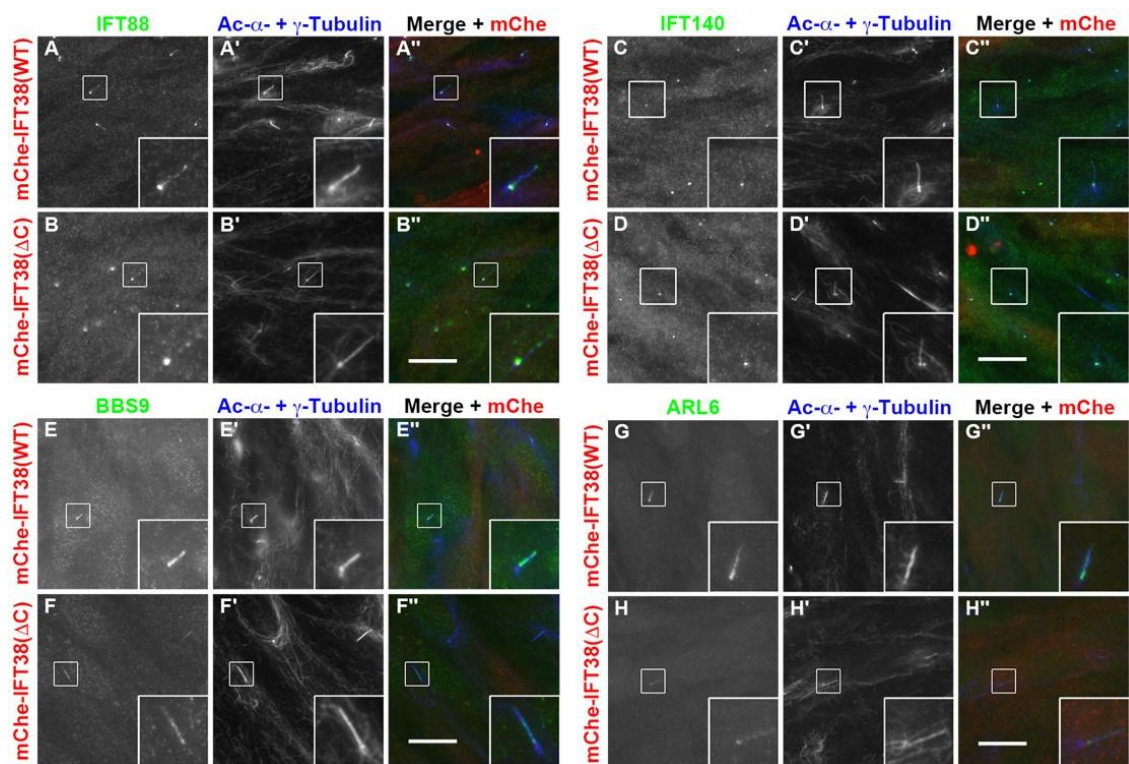 IFT88 Ac-α- + γ-Tubulin Merge + mChe
mChe-IFT38(WT)
A A' A"
mChe-IFT38(ΔC)
B B' B"
IFT140 Ac-α- + γ-Tubulin Merge + mChe
mChe-IFT38(WT)
C C' C"
mChe-IFT38(ΔC)
D D' D"
BBS9 Ac-α- + γ-Tubulin Merge + mChe
mChe-IFT38(WT)
E E' E"
mChe-IFT38(ΔC)
F F' F"
ARL6 Ac-α- + γ-Tubulin Merge + mChe
mChe-IFT38(WT)
G G' G"
mChe-IFT38(ΔC)
H H' H"